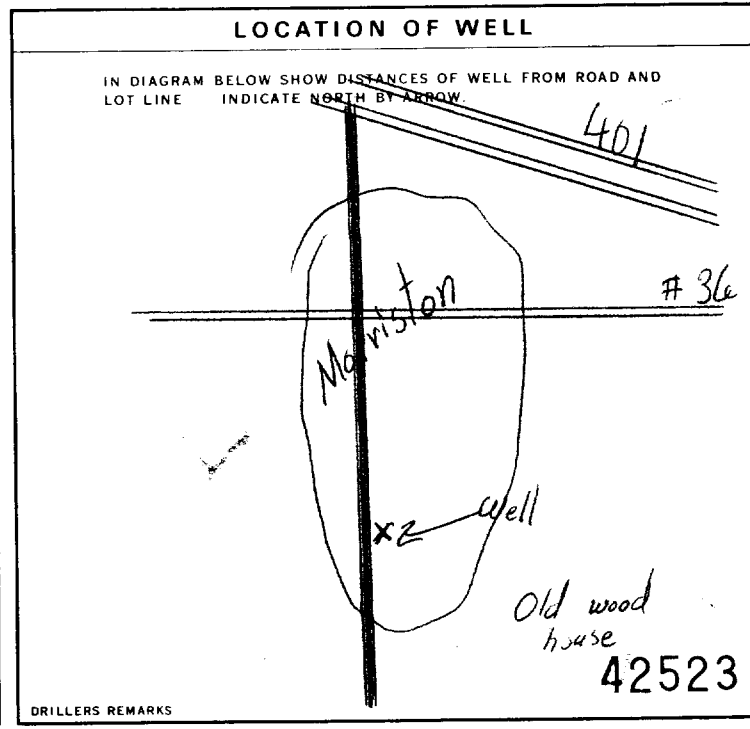 LOCATION OF WELL
IN DIAGRAM BELOW SHOW DISTANCES OF WELL FROM ROAD AND
LOT LINE INDICATE NORTH BY ARROW.
401
# 36
Morriston
Well
Old wood
house
42523
DRILLERS REMARKS